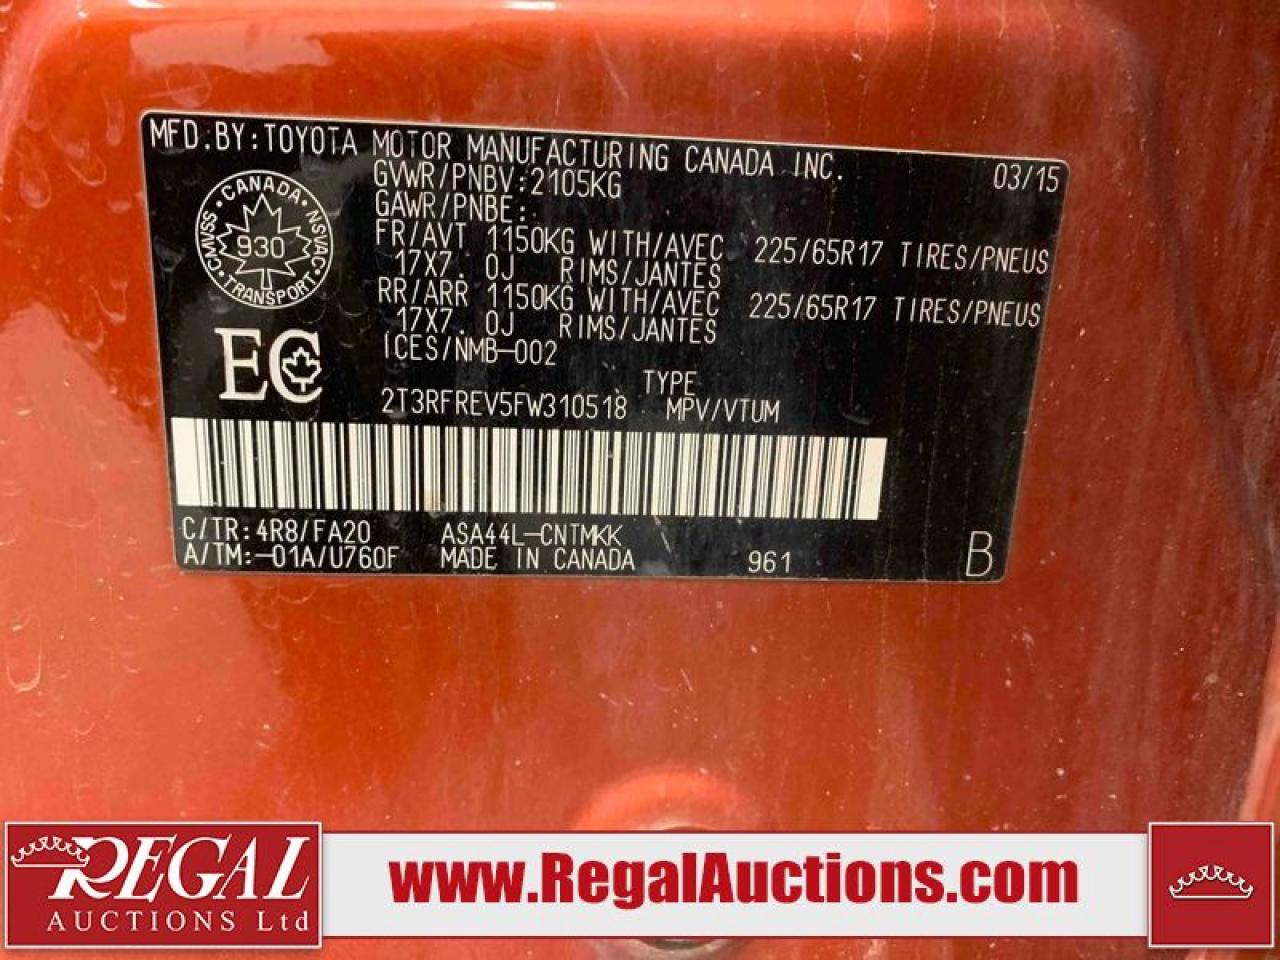 MFD.BY:TOYOTA MOTOR MANUFACTURING CANADA INC. 03/15
GVWR/PNBV:2105KG
GAWR/PNBE:
FR/AVT 1150KG WITH/AVEC 225/65R17 TIRES/PNEUS
17X7.0J RIMS/JANTES
RR/ARR 1150KG WITH/AVEC 225/65R17 TIRES/PNEUS
17X7.0J RIMS/JANTES
ICES/NMB-002
CANADA
CMVSS
930
NSVAC
TRANSPORT
EC
TYPE
2T3RFREV5FW310518 MPV/VTUM
C/TR:4R8/FA20 ASA44L-CNTMKK
A/TM:-01A/U760F MADE IN CANADA 961 B
REGAL
AUCTIONS Ltd
www.RegalAuctions.com